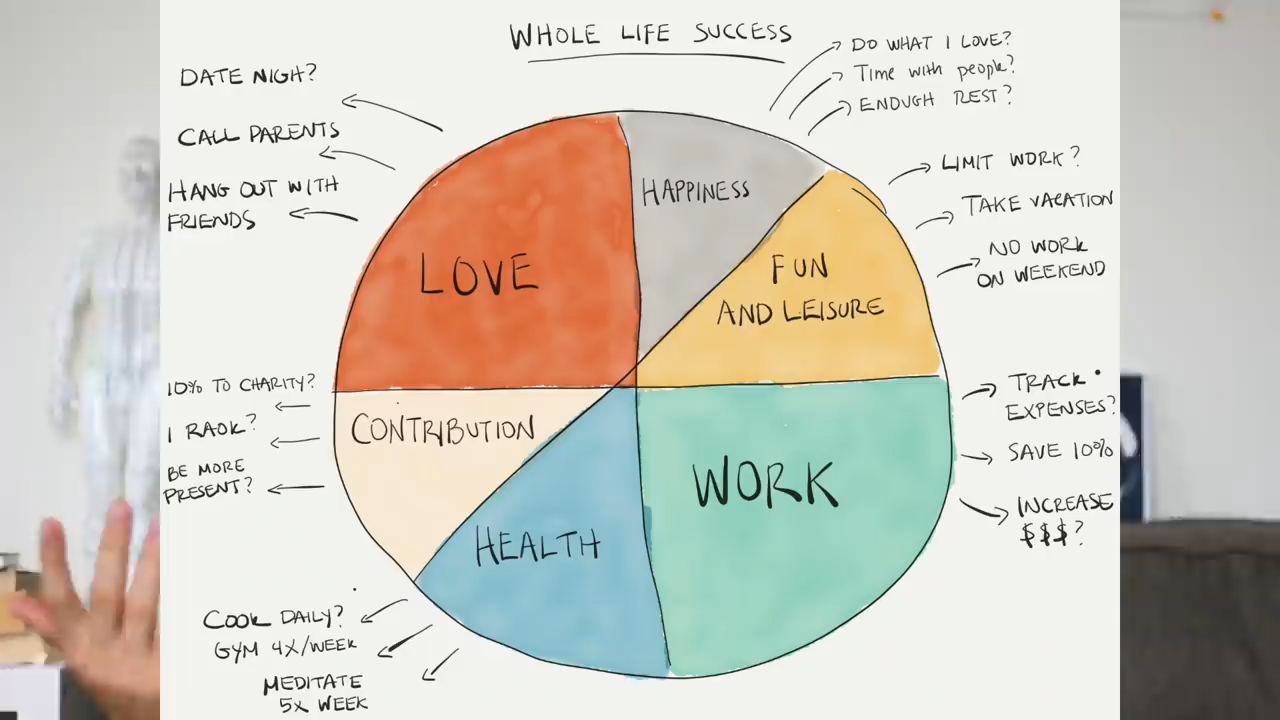 WHOLE LIFE SUCCESS
DATE NIGH?
CALL PARENTS
HANG OUT WITH
FRIENDS
DO WHAT I LOVE?
Time with people?
ENOUGH REST?
LIMIT WORK?
TAKE VACATION
NO WORK
ON WEEKEND
HAPPINESS
LOVE
FUN
AND LEISURE
10% TO CHARITY?
1 RAOK?
BE MORE
PRESENT?
CONTRIBUTION
WORK
HEALTH
TRACK
EXPENSES?
SAVE 10%
INCREASE
$$$?
COOK DAILY?
GYM 4X/WEEK
MEDITATE
5X WEEK